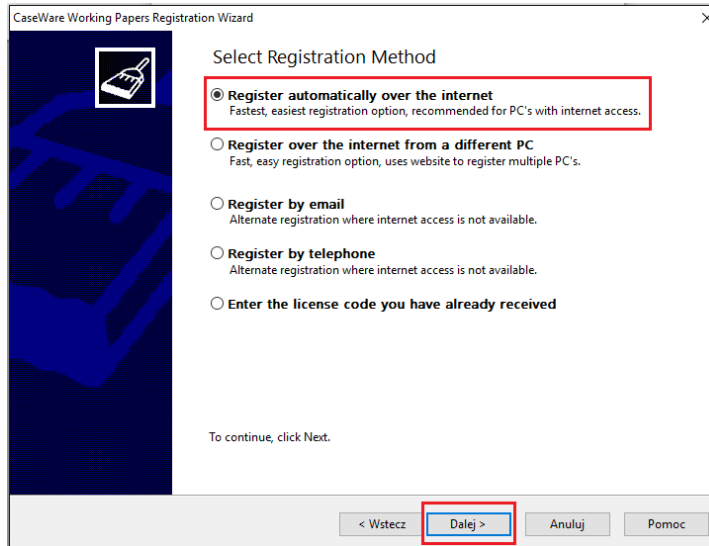 CaseWare Working Papers Registration Wizard
Select Registration Method
Register automatically over the internet
Fastest, easiest registration option, recommended for PC's with internet access.
Register over the internet from a different PC
Fast, easy registration option, uses website to register multiple PC's.
Register by email
Alternate registration where internet access is not available.
Register by telephone
Alternate registration where internet access is not available.
Enter the license code you have already received
To continue, click Next.
< Wstecz Dalej > Anuluj Pomoc